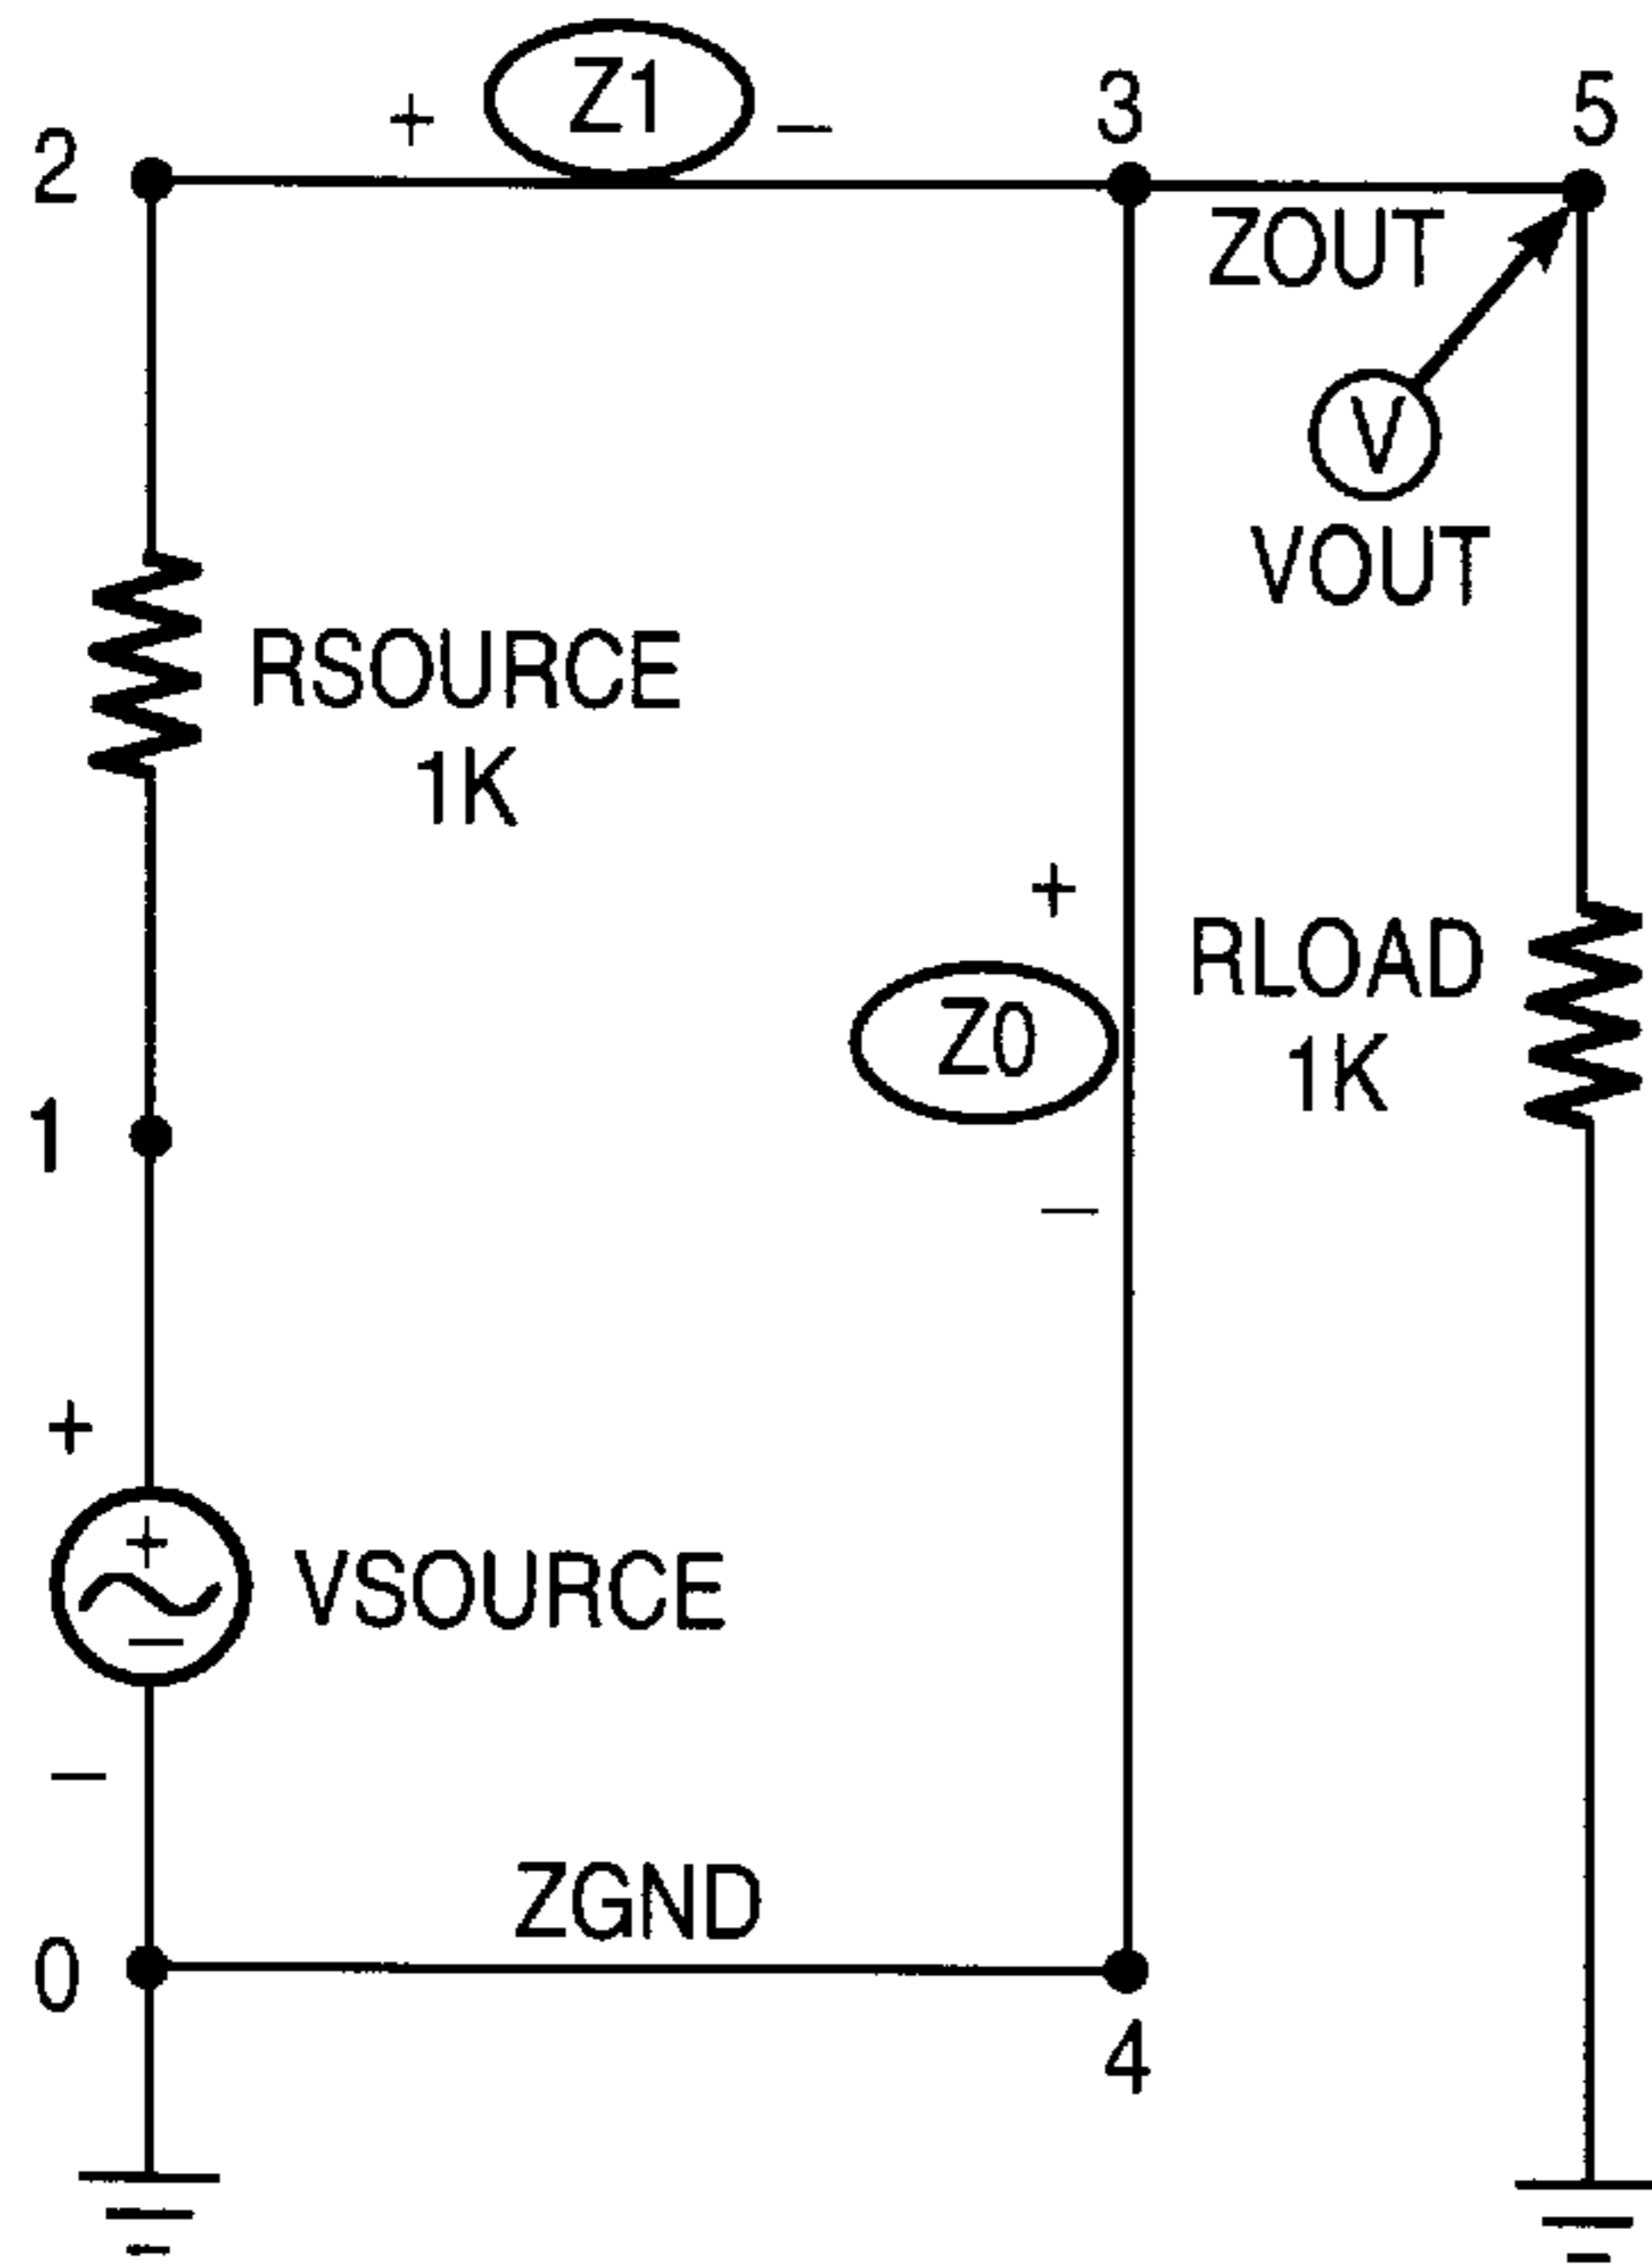 Z1
+
−
3
5
2
ZOUT
V
VOUT
RSOURCE
1K
+
RLOAD
Z0
1K
1
−
+
+
VSOURCE
−
−
ZGND
0
4